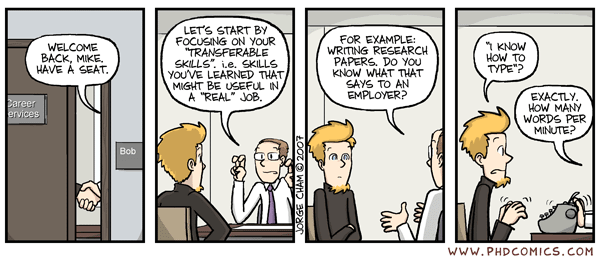 WELCOME
BACK, MIKE.
HAVE A SEAT.
Career
Services
Bob
LET'S START BY
FOCUSING ON YOUR
"TRANSFERABLE
SKILLS". i.e. SKILLS
YOU'VE LEARNED THAT
MIGHT BE USEFUL IN
A "REAL" JOB.
JORGE CHAM © 2007
FOR EXAMPLE:
WRITING RESEARCH
PAPERS. DO YOU
KNOW WHAT THAT
SAYS TO AN
EMPLOYER?
"I KNOW
HOW TO
TYPE"?
EXACTLY.
HOW MANY
WORDS PER
MINUTE?
WWW.PHDCOMICS.COM